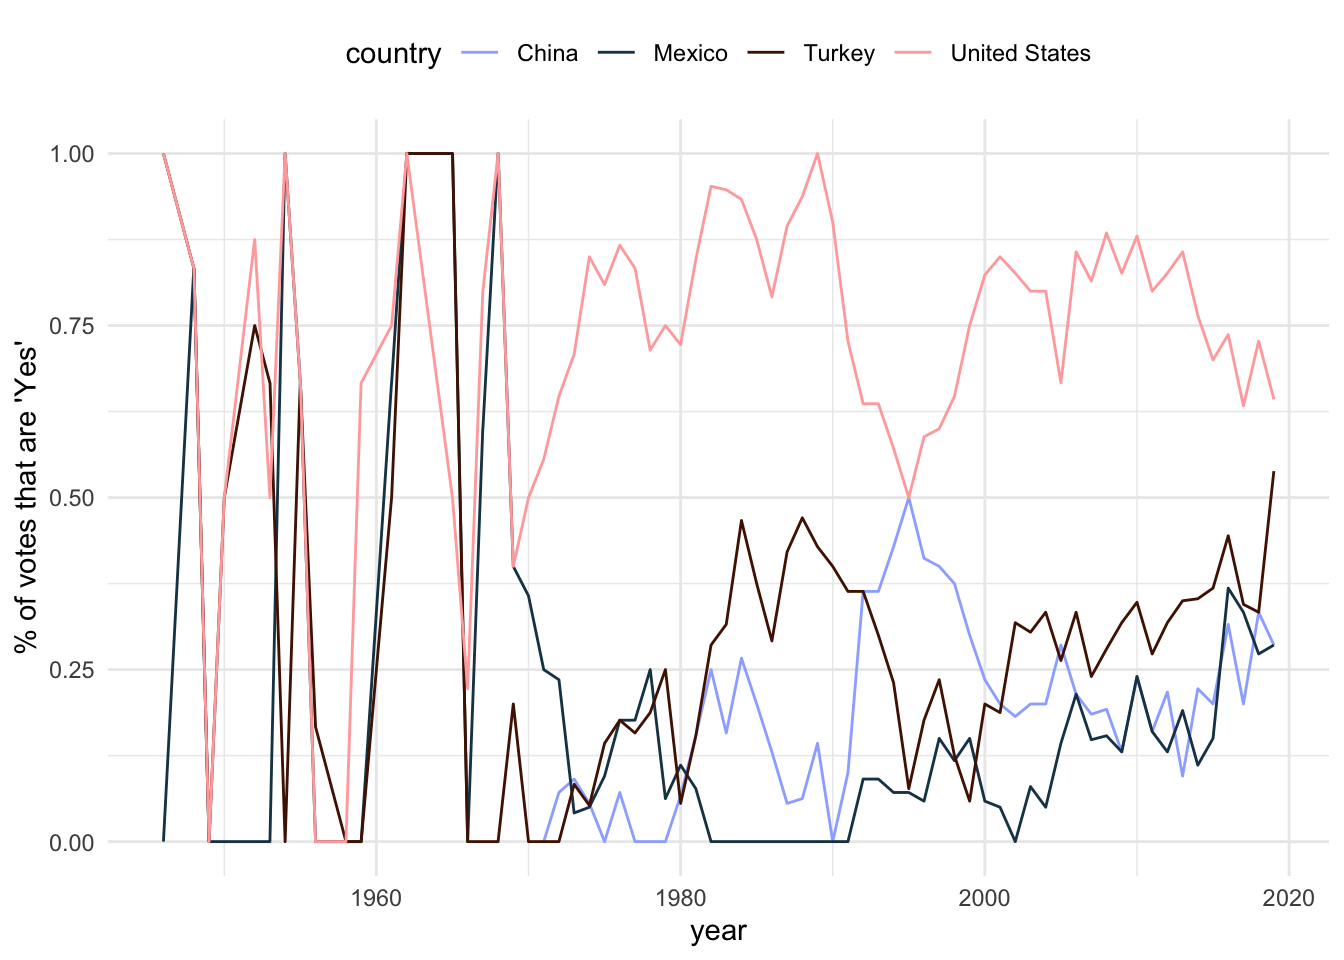 country China Mexico Turkey United States
% of votes that are 'Yes'
1.00
0.75
0.50
0.25
0.00
1960 1980 2000 2020
year